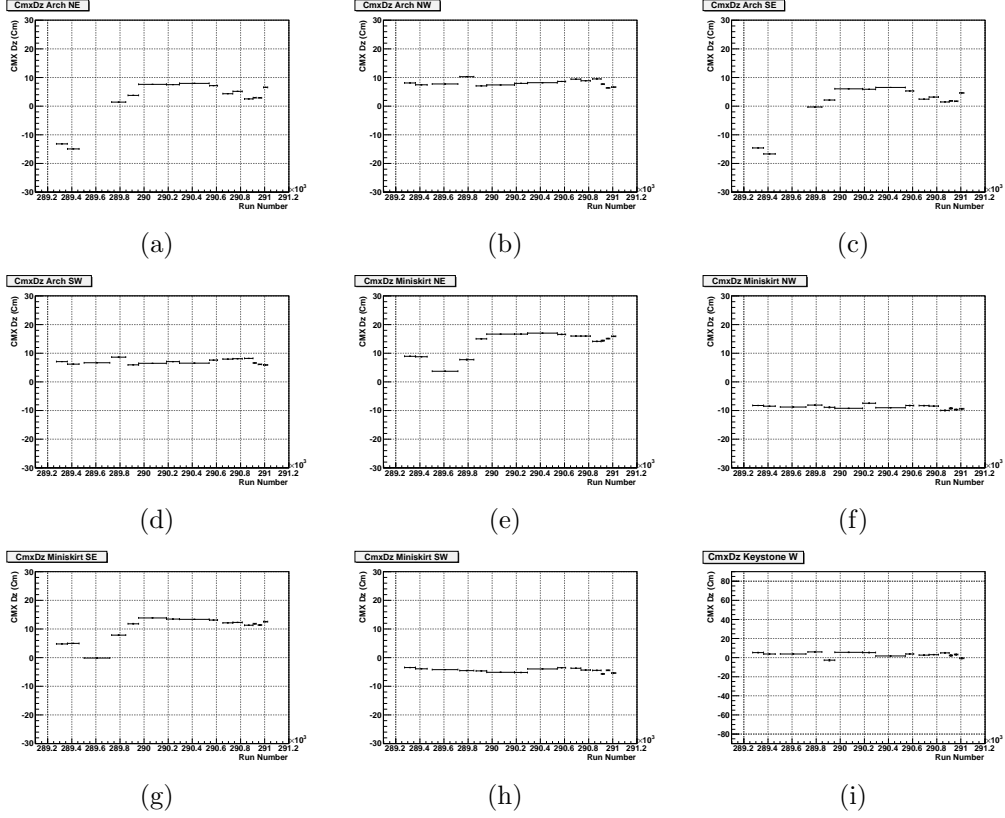 CmxDz Arch NE
CMX Dz (Cm)
30
20
10
0
-10
-20
-30
289.2 289.4 289.6 289.8 290 290.2 290.4 290.6 290.8 291 291.2
×10³
Run Number
(a)
CmxDz Arch NW
CMX Dz (Cm)
30
20
10
0
-10
-20
-30
289.2 289.4 289.6 289.8 290 290.2 290.4 290.6 290.8 291 291.2
×10³
Run Number
(b)
CmxDz Arch SE
CMX Dz (Cm)
30
20
10
0
-10
-20
-30
289.2 289.4 289.6 289.8 290 290.2 290.4 290.6 290.8 291 291.2
×10³
Run Number
(c)
CmxDz Arch SW
CMX Dz (Cm)
30
20
10
0
-10
-20
-30
289.2 289.4 289.6 289.8 290 290.2 290.4 290.6 290.8 291 291.2
×10³
Run Number
(d)
CmxDz Miniskirt NE
CMX Dz (Cm)
30
20
10
0
-10
-20
-30
289.2 289.4 289.6 289.8 290 290.2 290.4 290.6 290.8 291 291.2
×10³
Run Number
(e)
CmxDz Miniskirt NW
CMX Dz (Cm)
30
20
10
0
-10
-20
-30
289.2 289.4 289.6 289.8 290 290.2 290.4 290.6 290.8 291 291.2
×10³
Run Number
(f)
CmxDz Miniskirt SE
CMX Dz (Cm)
30
20
10
0
-10
-20
-30
289.2 289.4 289.6 289.8 290 290.2 290.4 290.6 290.8 291 291.2
×10³
Run Number
(g)
CmxDz Miniskirt SW
CMX Dz (Cm)
30
20
10
0
-10
-20
-30
289.2 289.4 289.6 289.8 290 290.2 290.4 290.6 290.8 291 291.2
×10³
Run Number
(h)
CmxDz Keystone W
CMX Dz (Cm)
80
60
40
20
0
-20
-40
-60
-80
289.2 289.4 289.6 289.8 290 290.2 290.4 290.6 290.8 291 291.2
×10³
Run Number
(i)